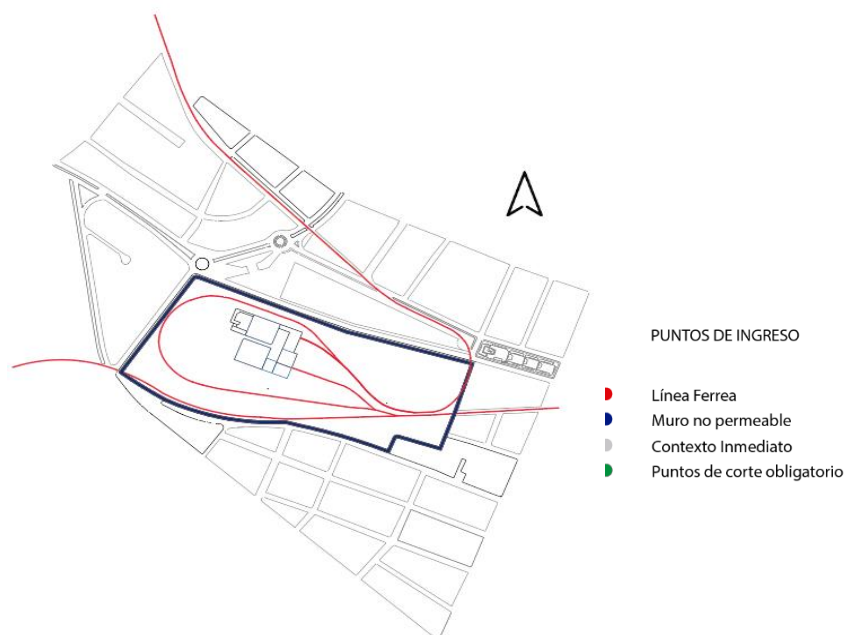 PUNTOS DE INGRESO
Línea Ferrea
Muro no permeable
Contexto Inmediato
Puntos de corte obligatorio